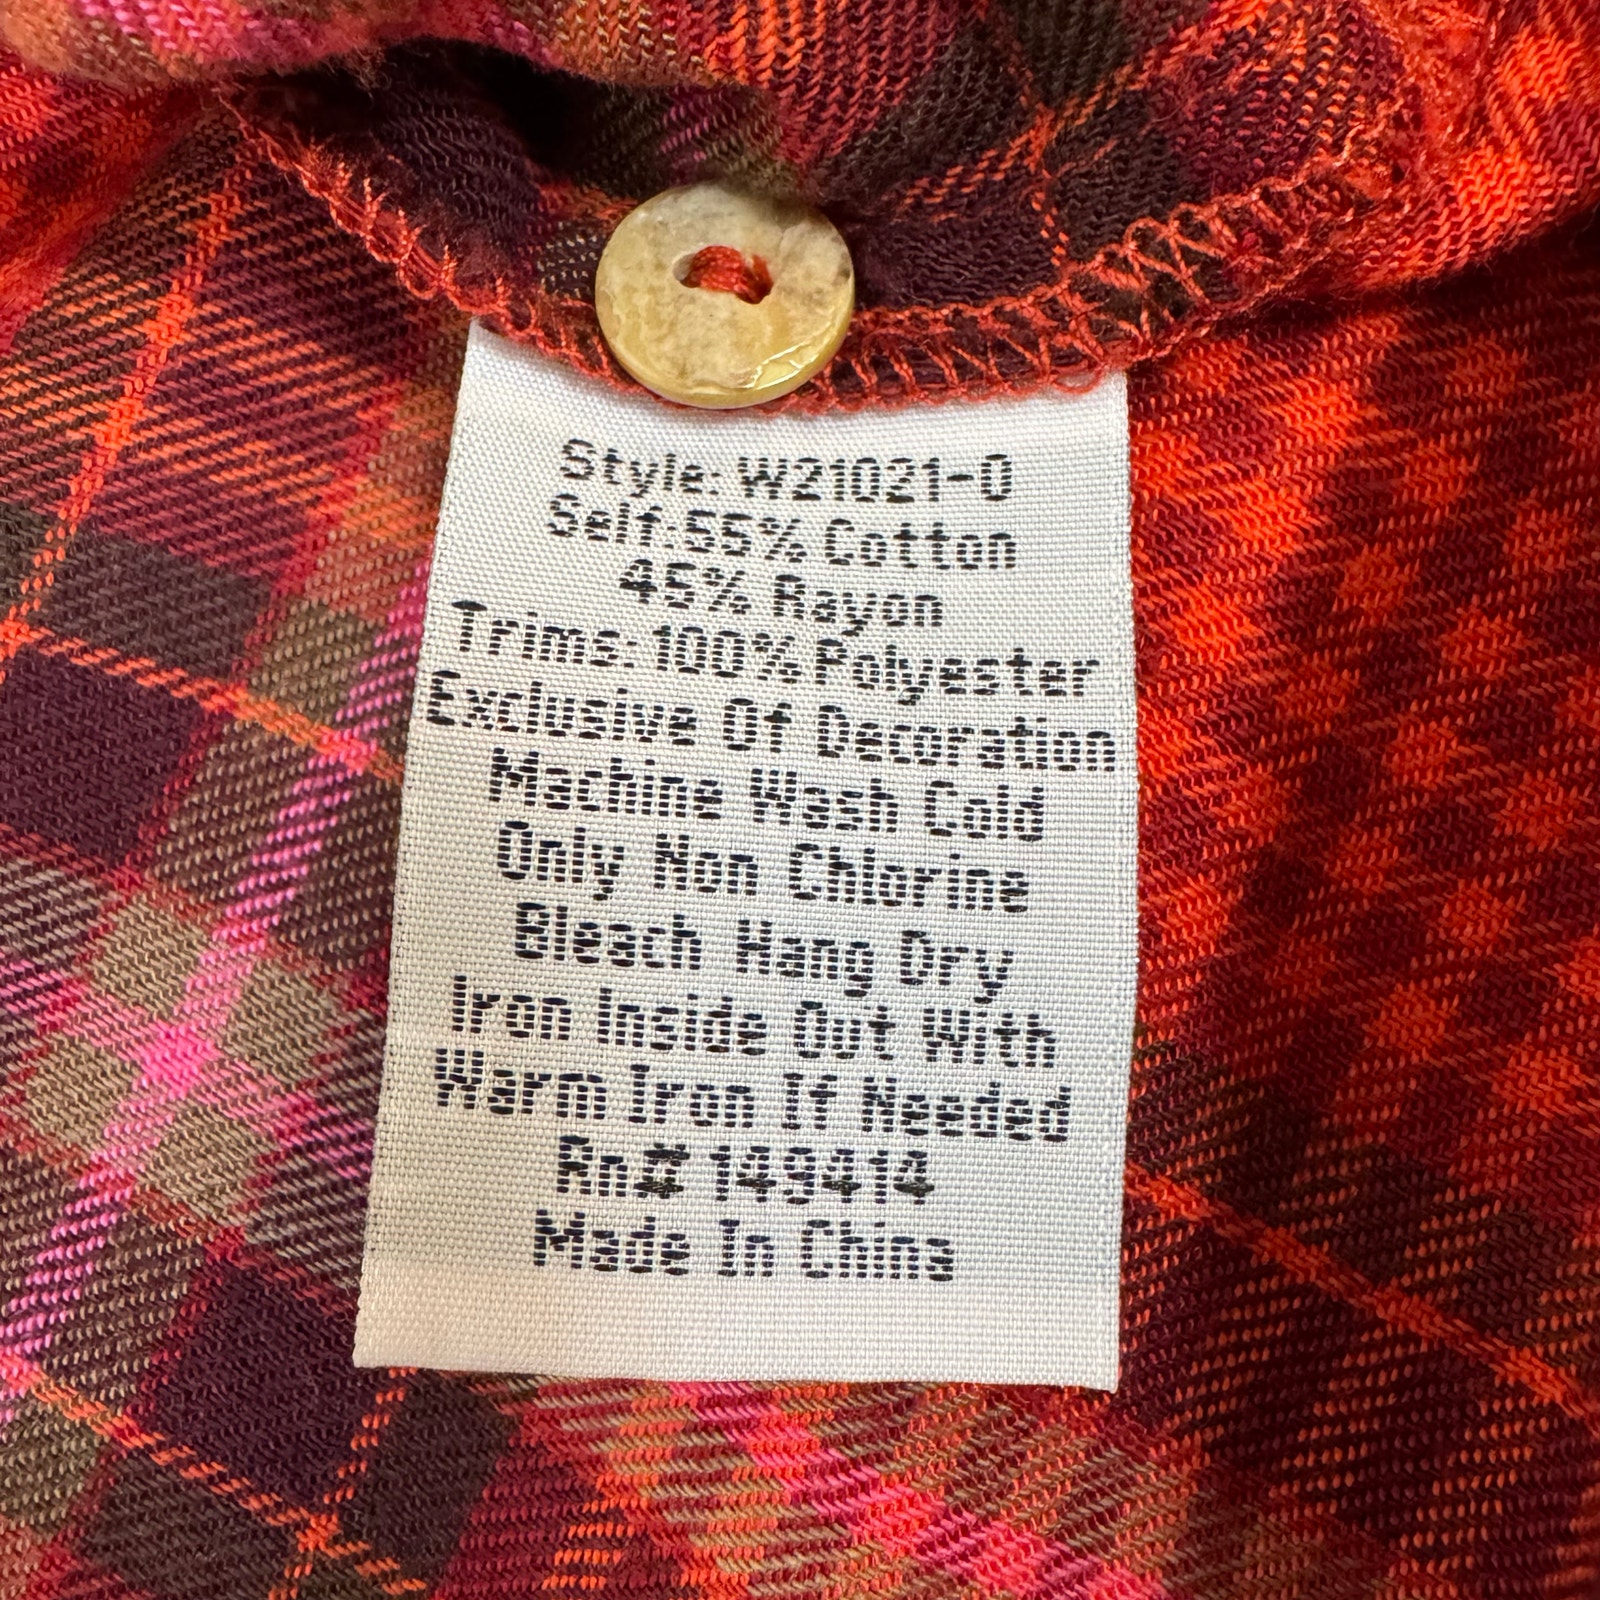 Style: W21021-0
Self:55% Cotton
45% Rayon
Trims: 100% Polyester
Exclusive Of Decoration
Machine Wash Cold
Only Non Chlorine
Bleach Hang Dry
Iron Inside Out With
Warm Iron If Needed
Rn# 149414
Made In China